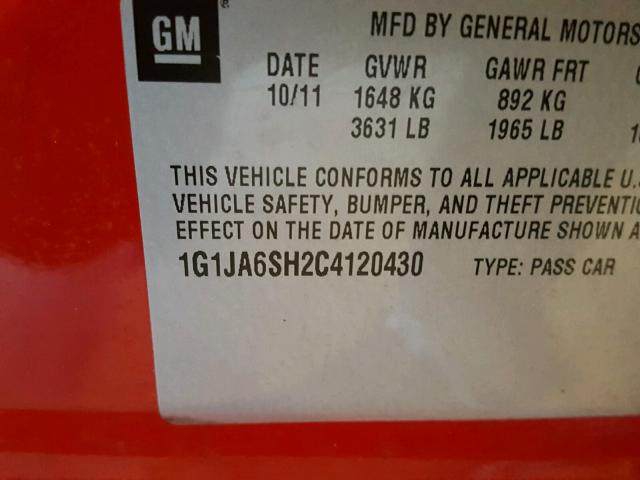 GM
®
MFD BY GENERAL MOTORS
DATE GVWR GAWR FRT
10/11 1648 KG 892 KG
3631 LB 1965 LB
THIS VEHICLE CONFORMS TO ALL APPLICABLE U.S
VEHICLE SAFETY, BUMPER, AND THEFT PREVENTIO
EFFECT ON THE DATE OF MANUFACTURE SHOWN A
1G1JA6SH2C4120430 TYPE: PASS CAR